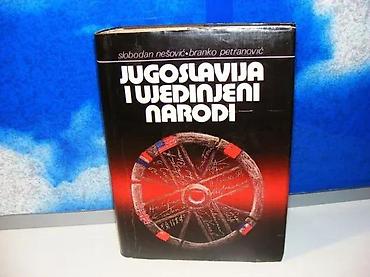 slobodan nešović • branko petranović
JUGOSLAVIJA
I UJEDINJENI
NARODI